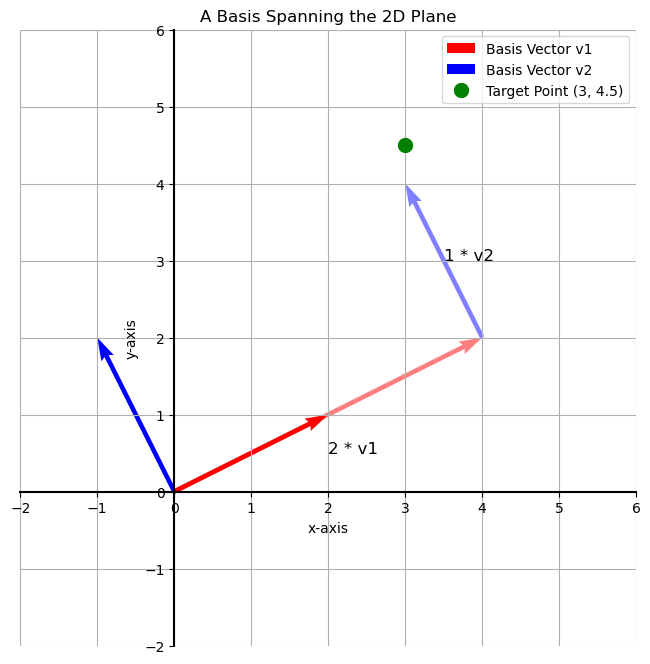 A Basis Spanning the 2D Plane
Basis Vector v1
Basis Vector v2
Target Point (3, 4.5)
6
5
4
3
1 * v2
2
y-axis
1
2 * v1
0
−2 −1 0 1 2 3 4 5 6
x-axis
−1
−2